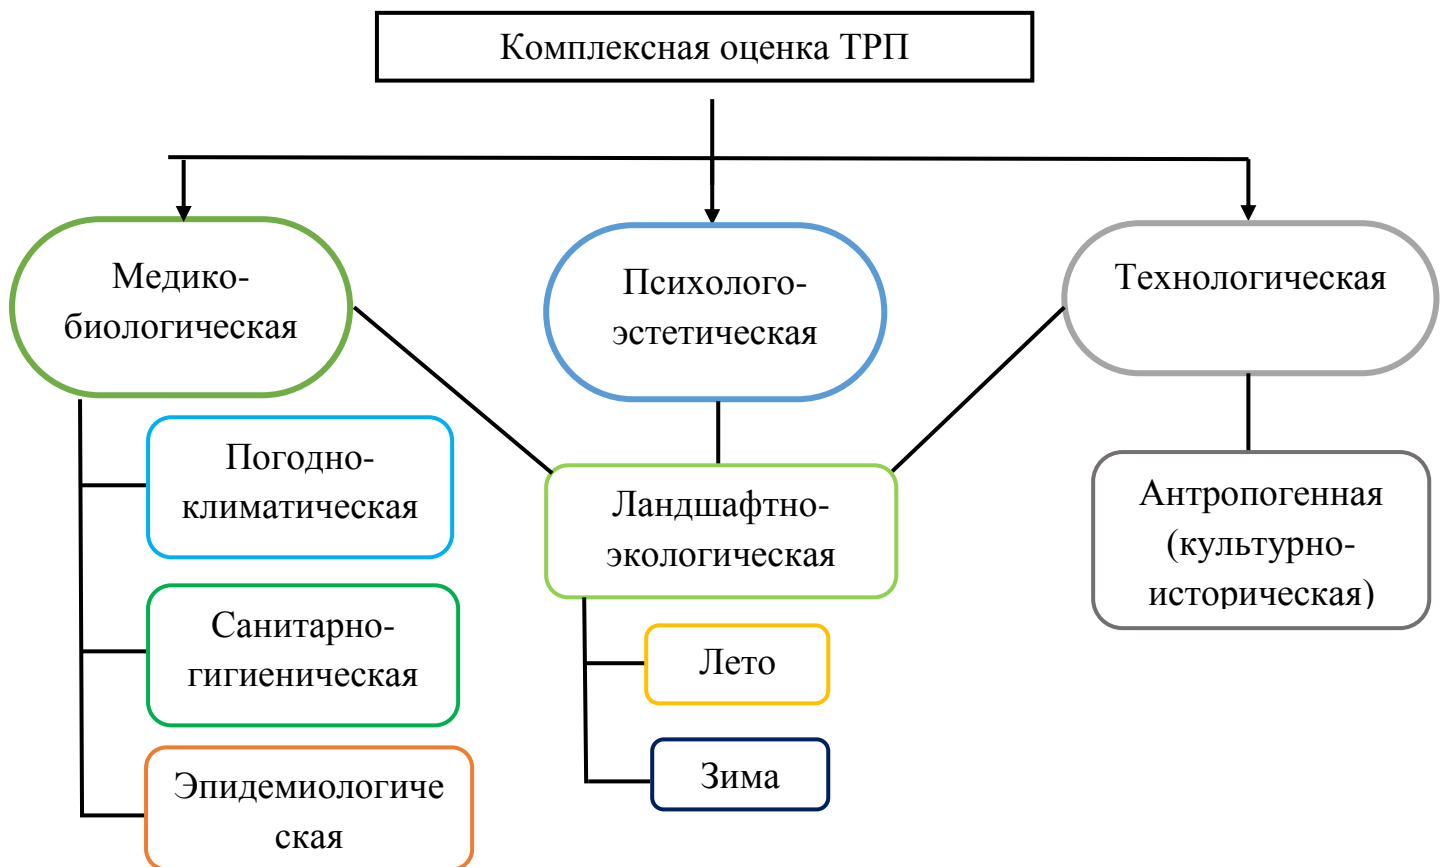 Комплексная оценка ТРП
Медико-
биологическая
Психолого-
эстетическая
Технологическая
Погодно-
климатическая
Ландшафтно-
экологическая
Антропогенная
(культурно-
историческая)
Санитарно-
гигиеническая
Лето
Зима
Эпидемиологиче
ская